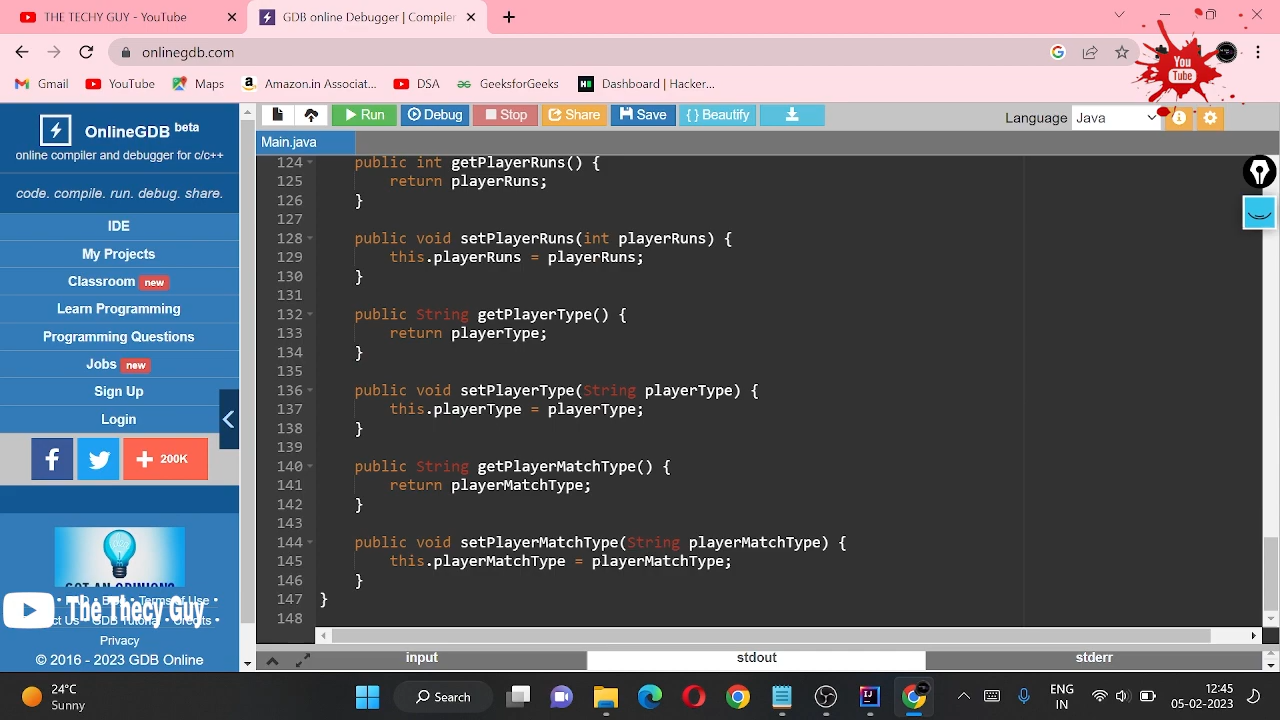 THE TECHY GUY - YouTube
GDB online Debugger | Compiler
onlinegdb.com
Gmail
YouTube
Maps
Amazon.in Associat...
DSA
GeeksforGeeks
Dashboard | Hacker...
You
Tube
OnlineGDB beta
online compiler and debugger for c/c++
code. compile. run. debug. share.
IDE
My Projects
Classroom new
Learn Programming
Programming Questions
Jobs new
Sign Up
Login
200K
The Thecy Guy
Privacy
© 2016 - 2023 GDB Online
Run
Debug
Stop
Share
Save
{ } Beautify
Language Java
Main.java
124 public int getPlayerRuns() {
125 return playerRuns;
126 }
127
128 public void setPlayerRuns(int playerRuns) {
129 this.playerRuns = playerRuns;
130 }
131
132 public String getPlayerType() {
133 return playerType;
134 }
135
136 public void setPlayerType(String playerType) {
137 this.playerType = playerType;
138 }
139
140 public String getPlayerMatchType() {
141 return playerMatchType;
142 }
143
144 public void setPlayerMatchType(String playerMatchType) {
145 this.playerMatchType = playerMatchType;
146 }
147 }
148
input
stdout
stderr
24°C
Sunny
Search
ENG
IN
12:45
05-02-2023